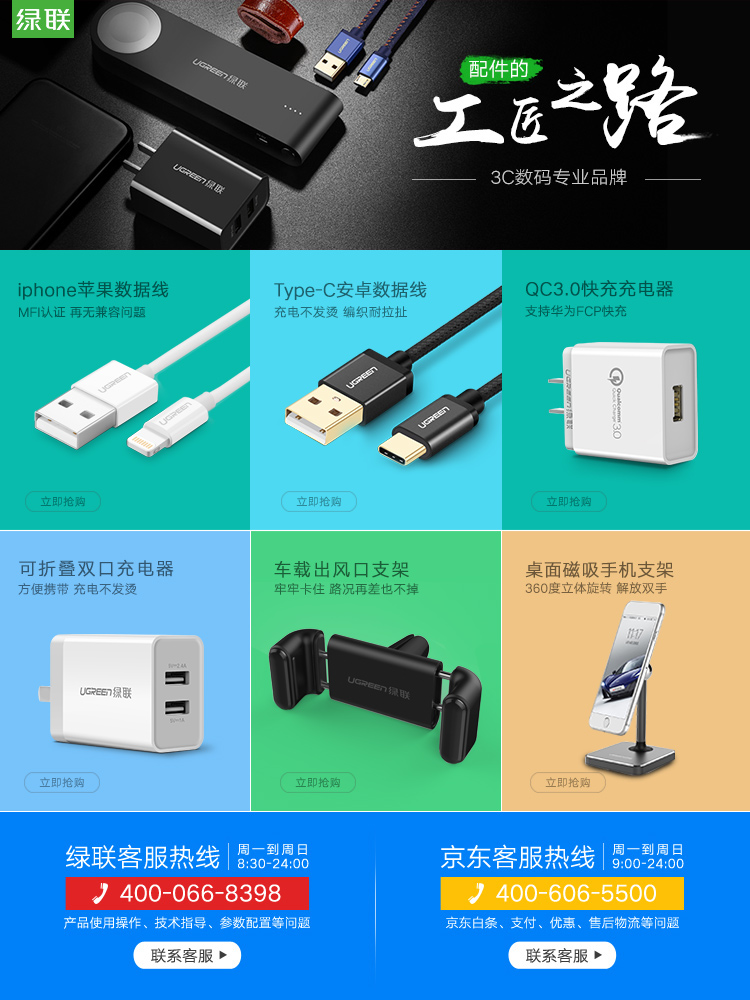 绿联
UGREEN绿联
UGREEN绿联
配件的
工匠之路
3C数码专业品牌
iphone苹果数据线
MFI认证 再无兼容问题
UGREEN
UGREEN
立即抢购
Type-C安卓数据线
充电不发烫 编织耐拉扯
UGREEN
UGREEN
立即抢购
QC3.0快充充电器
支持华为FCP快充
UGREEN绿联
Qualcomm
Quick Charge 3.0
立即抢购
可折叠双口充电器
方便携带 充电不发烫
UGREEN绿联
立即抢购
车载出风口支架
牢牢卡住 路况再差也不掉
UGREEN绿联
立即抢购
桌面磁吸手机支架
360度立体旋转 解放双手
11:17
立即抢购
绿联客服热线
周一到周日
8:30-24:00
400-066-8398
产品使用操作、技术指导、参数配置等问题
联系客服
京东客服热线
周一到周日
9:00-24:00
400-606-5500
京东白条、支付、优惠、售后物流等问题
联系客服